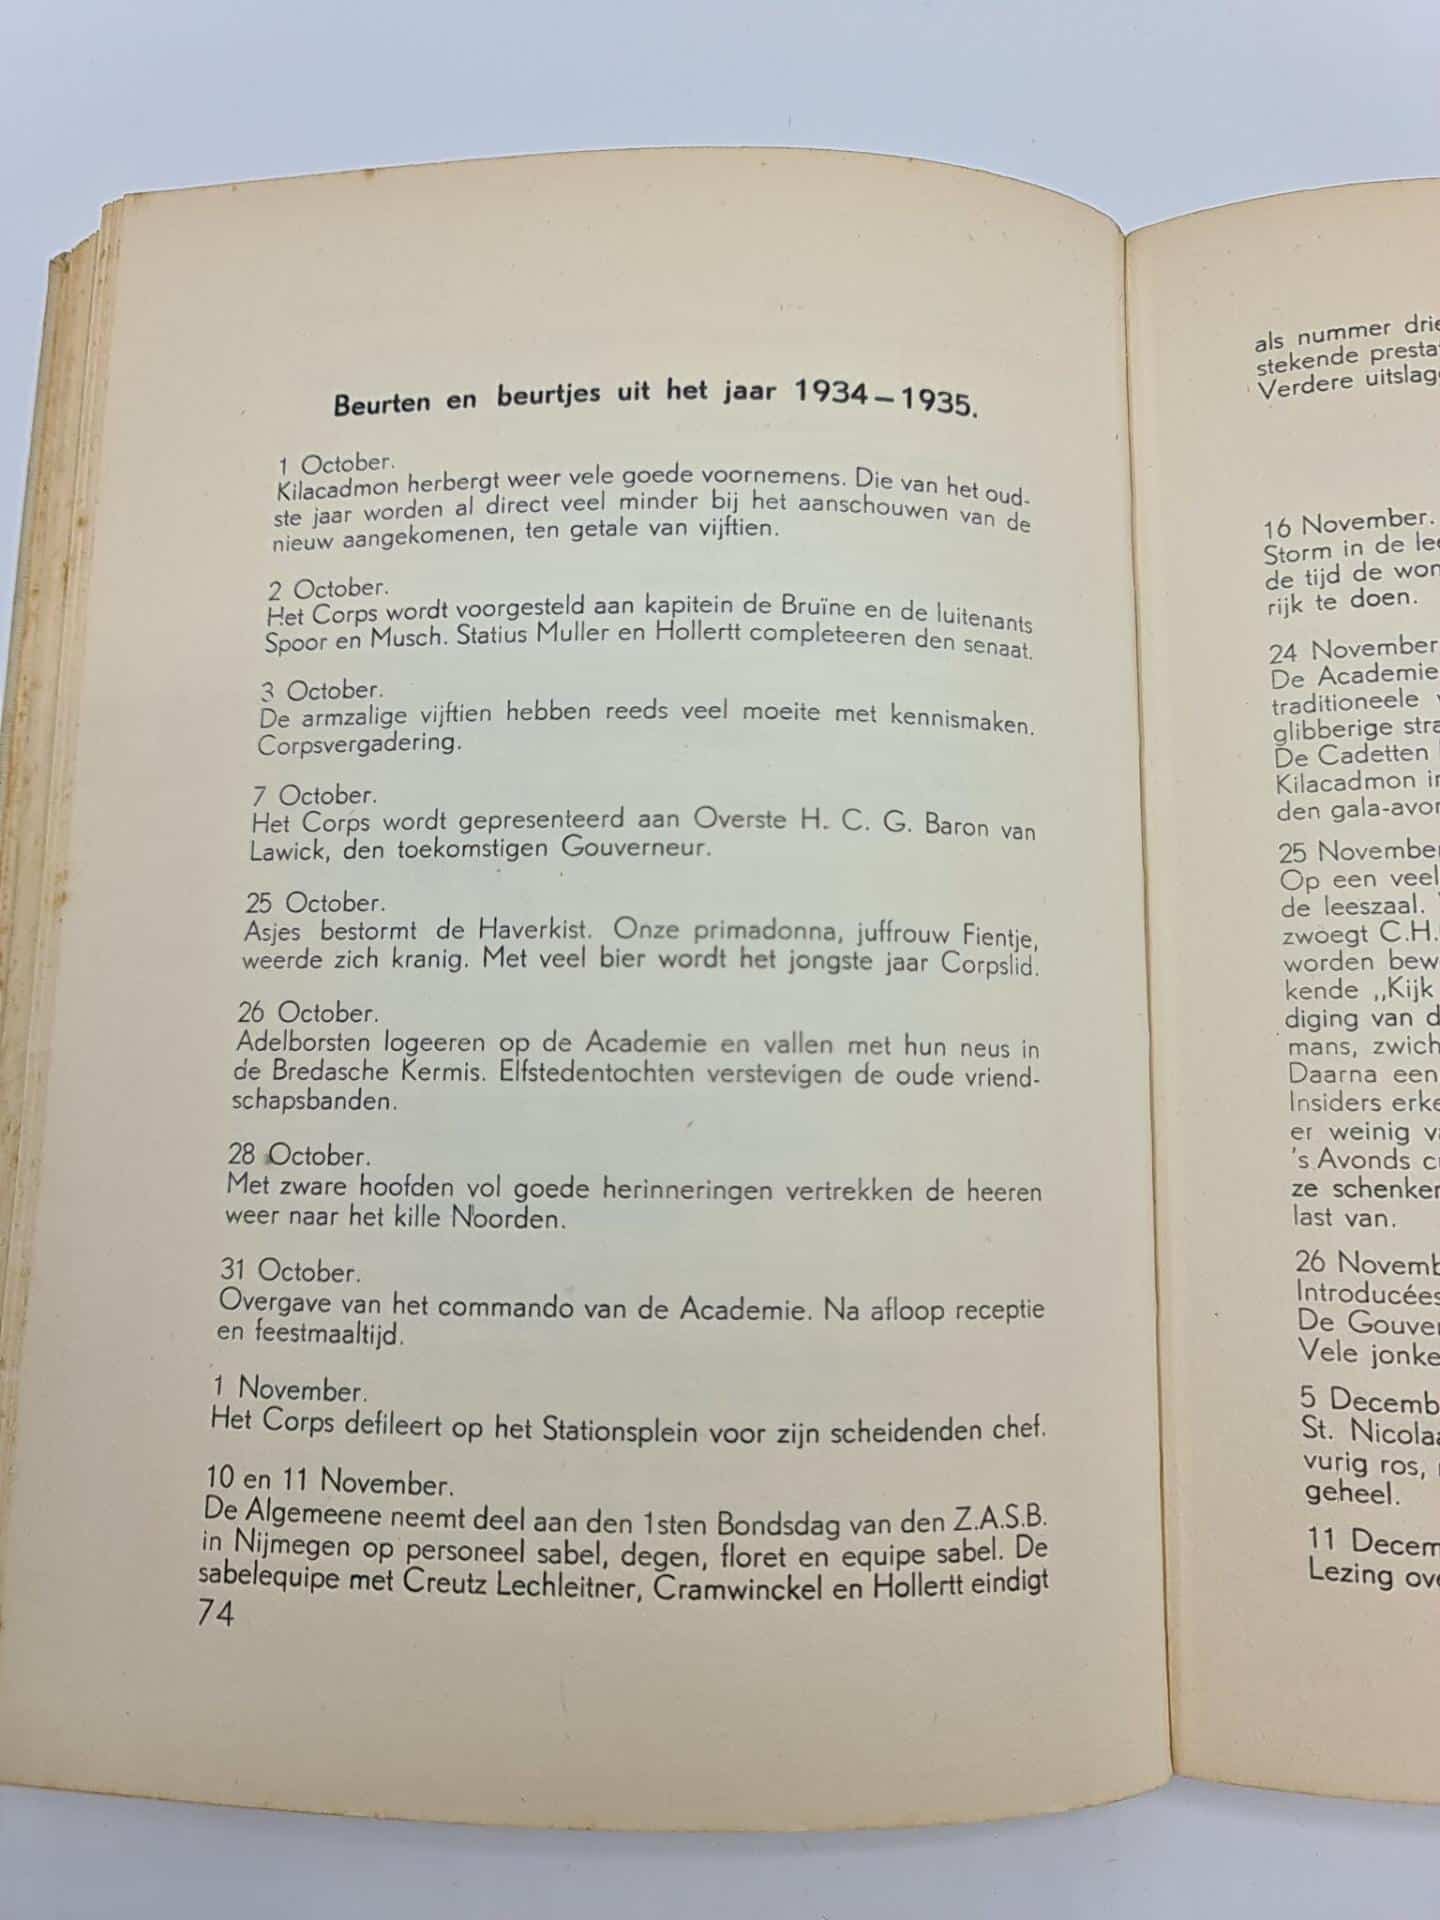 Beurten en beurtjes uit het jaar 1934–1935.
1 October.
Kilacadmon herbergt weer vele goede voornemens. Die van het oud-
ste jaar worden al direct veel minder bij het aanschouwen van de
nieuw aangekomenen, ten getale van vijftien.
2 October.
Het Corps wordt voorgesteld aan kapitein de Bruïne en de luitenants
Spoor en Musch. Statius Muller en Hollertt completeeren den senaat.
3 October.
De armzalige vijftien hebben reeds veel moeite met kennismaken.
Corpsvergadering.
7 October.
Het Corps wordt gepresenteerd aan Overste H. C. G. Baron van
Lawick, den toekomstigen Gouverneur.
25 October.
Asjes bestormt de Haverkist. Onze primadonna, juffrouw Fientje,
weerde zich kranig. Met veel bier wordt het jongste jaar Corpslid.
26 October.
Adelborsten logeeren op de Academie en vallen met hun neus in
de Bredasche Kermis. Elfstedentochten verstevigen de oude vriend-
schapsbanden.
28 October.
Met zware hoofden vol goede herinneringen vertrekken de heeren
weer naar het kille Noorden.
31 October.
Overgave van het commando van de Academie. Na afloop receptie
en feestmaaltijd.
1 November.
Het Corps defileert op het Stationsplein voor zijn scheidenden chef.
10 en 11 November.
De Algemeene neemt deel aan den 1sten Bondsdag van den Z.A.S.B.
in Nijmegen op personeel sabel, degen, floret en equipe sabel. De
sabelequipe met Creutz Lechleitner, Cramwinckel en Hollertt eindigt
74
als nummer drie
stekende presta
Verdere uitslag
16 November.
Storm in de lee
de tijd de won
rijk te doen.
24 November
De Academie
traditioneele
glibberige stra
De Cadetten
Kilacadmon in
den gala-avon
25 Novembe
Op een veel
de leeszaal.
zwoegt C.H.
worden bew
kende „Kijk
diging van d
mans, zwich
Daarna een
Insiders erke
er weinig va
's Avonds c
ze schenker
last van.
26 Novemb
Introducées
De Gouver
Vele jonke
5 Decemb
St. Nicola
vurig ros,
geheel.
11 Decem
Lezing ov